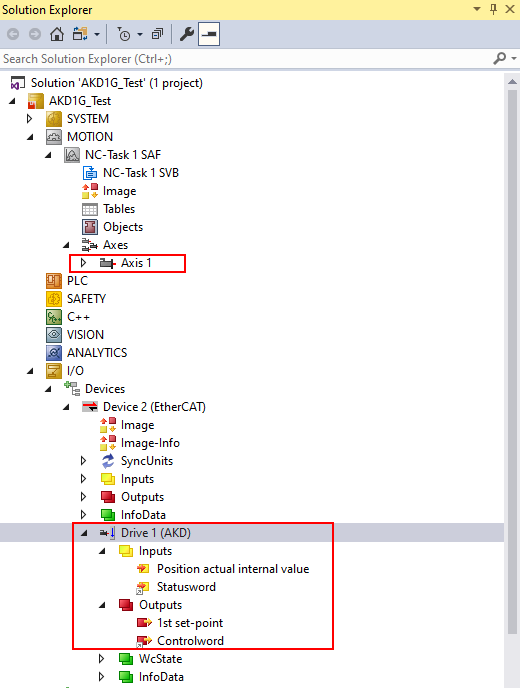 Solution Explorer
Search Solution Explorer (Ctrl+;)
Solution 'AKD1G_Test' (1 project)
AKD1G_Test
SYSTEM
MOTION
NC-Task 1 SAF
NC-Task 1 SVB
Image
Tables
Objects
Axes
Axis 1
PLC
SAFETY
C++
VISION
ANALYTICS
I/O
Devices
Device 2 (EtherCAT)
Image
Image-Info
SyncUnits
Inputs
Outputs
InfoData
Drive 1 (AKD)
Inputs
Position actual internal value
Statusword
Outputs
1st set-point
Controlword
WcState
InfoData